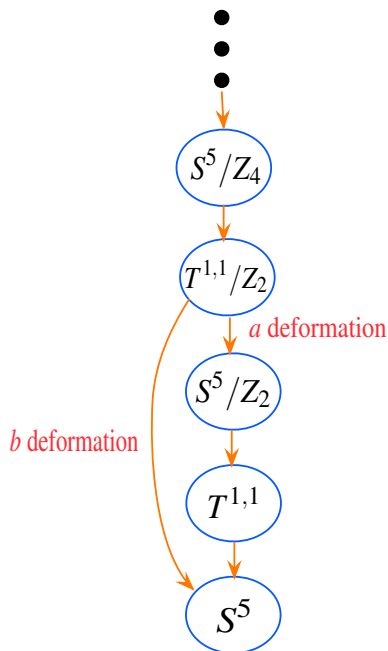 S^5/Z_4
T^{1,1}/Z_2
a deformation
S^5/Z_2
b deformation
T^{1,1}
S^5